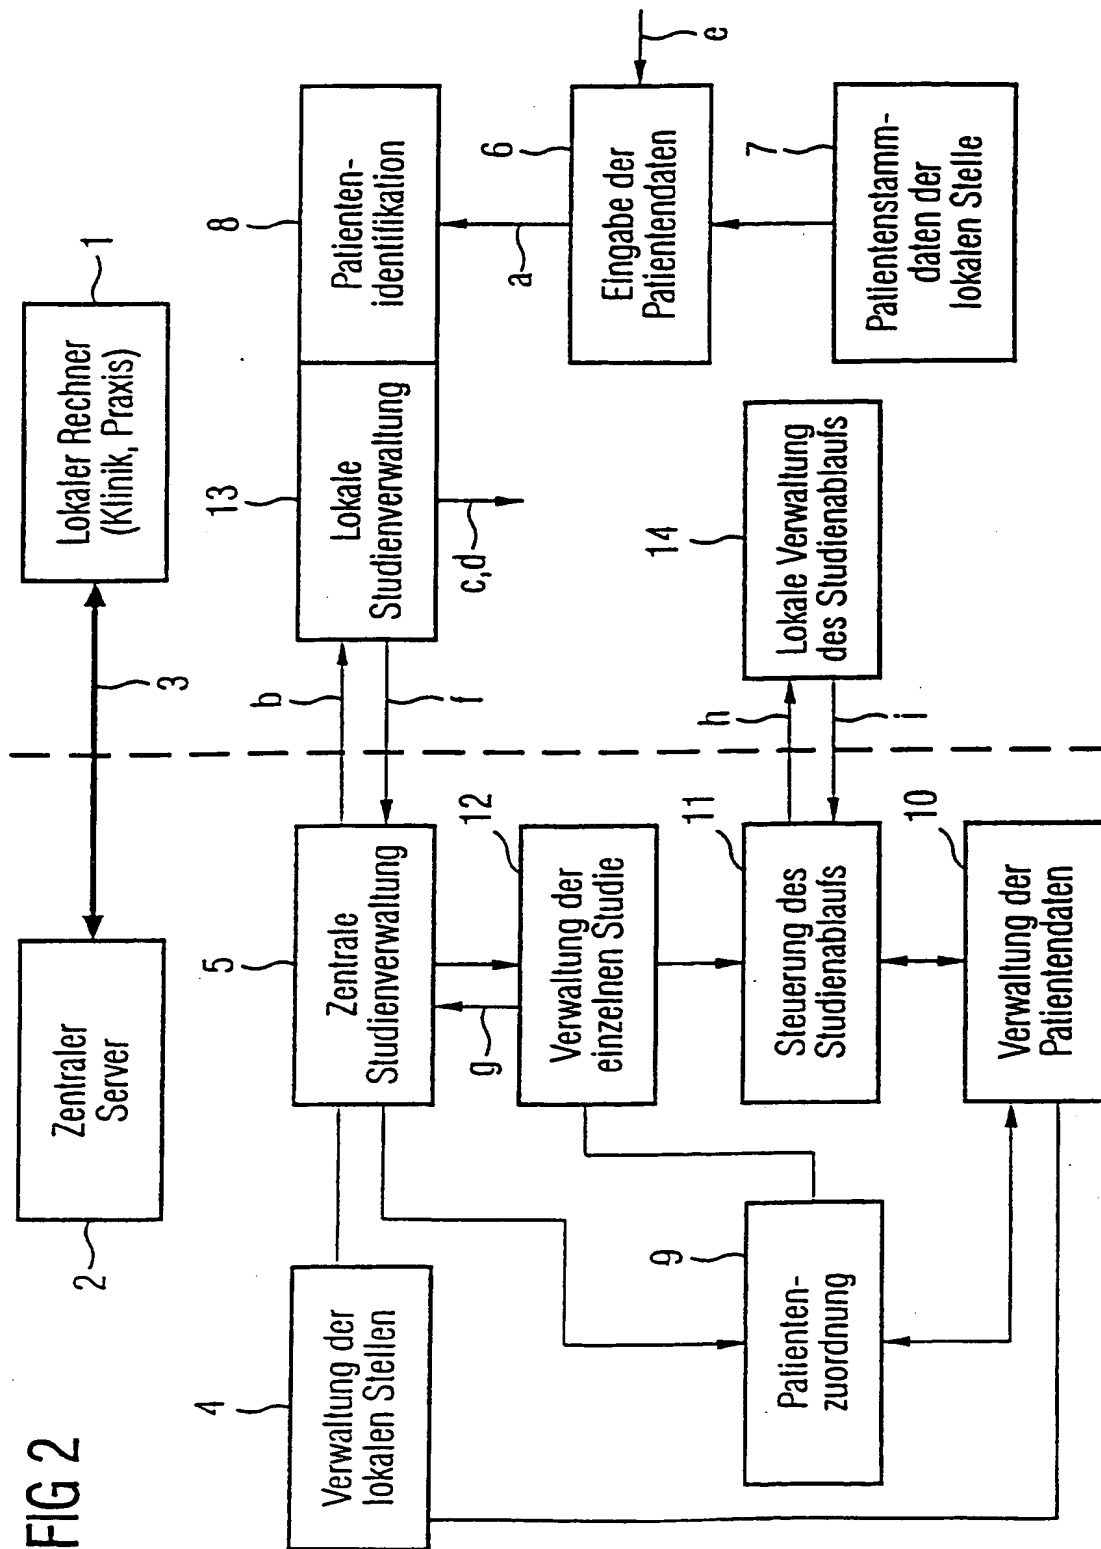 FIG 2
2
Zentraler
Server
3
Lokaler Rechner
(Klinik, Praxis)
1
4
Verwaltung der
lokalen Stellen
5
Zentrale
Studienverwaltung
b
f
13
Lokale
Studienverwaltung
8
Patienten-
identifikation
c,d
a
g
12
Verwaltung der
einzelnen Studie
6
Eingabe der
Patientendaten
e
9
Patienten-
zuordnung
11
Steuerung des
Studienablaufs
h
i
14
Lokale Verwaltung
des Studienablaufs
7
Patientenstamm-
daten der
lokalen Stelle
10
Verwaltung der
Patientendaten